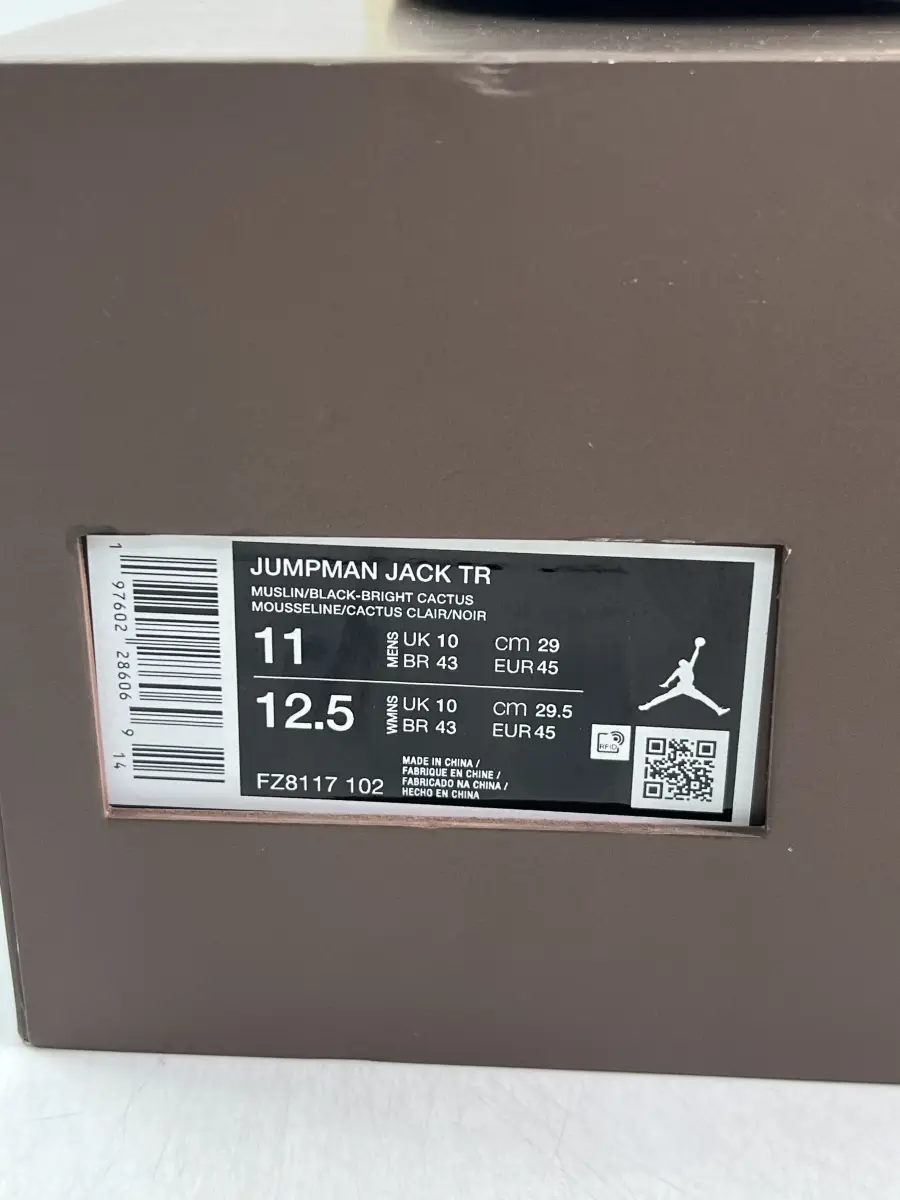 JUMPMAN JACK TR
MUSLIN/BLACK-BRIGHT CACTUS
MOUSSELINE/CACTUS CLAIR/NOIR
11 MENS UK 10 cm 29
BR 43 EUR 45
12.5 WMNS UK 10 cm 29.5
BR 43 EUR 45
FZ8117 102
MADE IN CHINA /
FABRIQUE EN CHINE /
FABRICADO NA CHINA /
HECHO EN CHINA
RFID
1 97602 28606 9 14